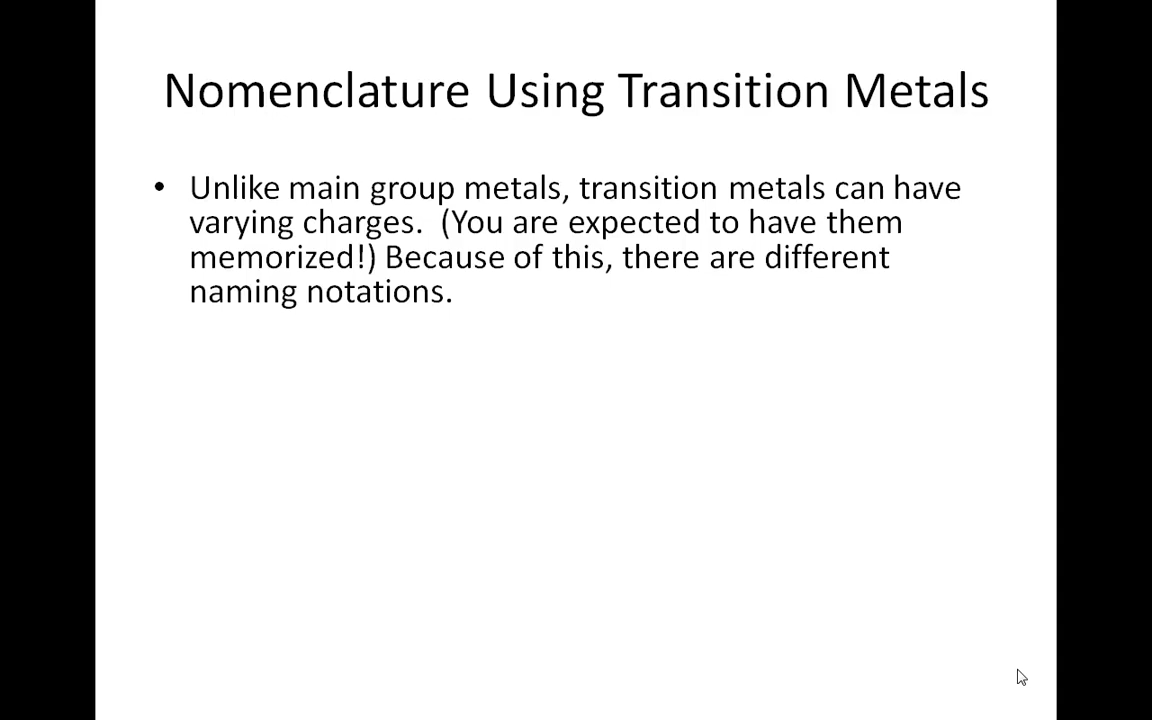 Nomenclature Using Transition Metals
• Unlike main group metals, transition metals can have
varying charges.  (You are expected to have them
memorized!) Because of this, there are different
naming notations.